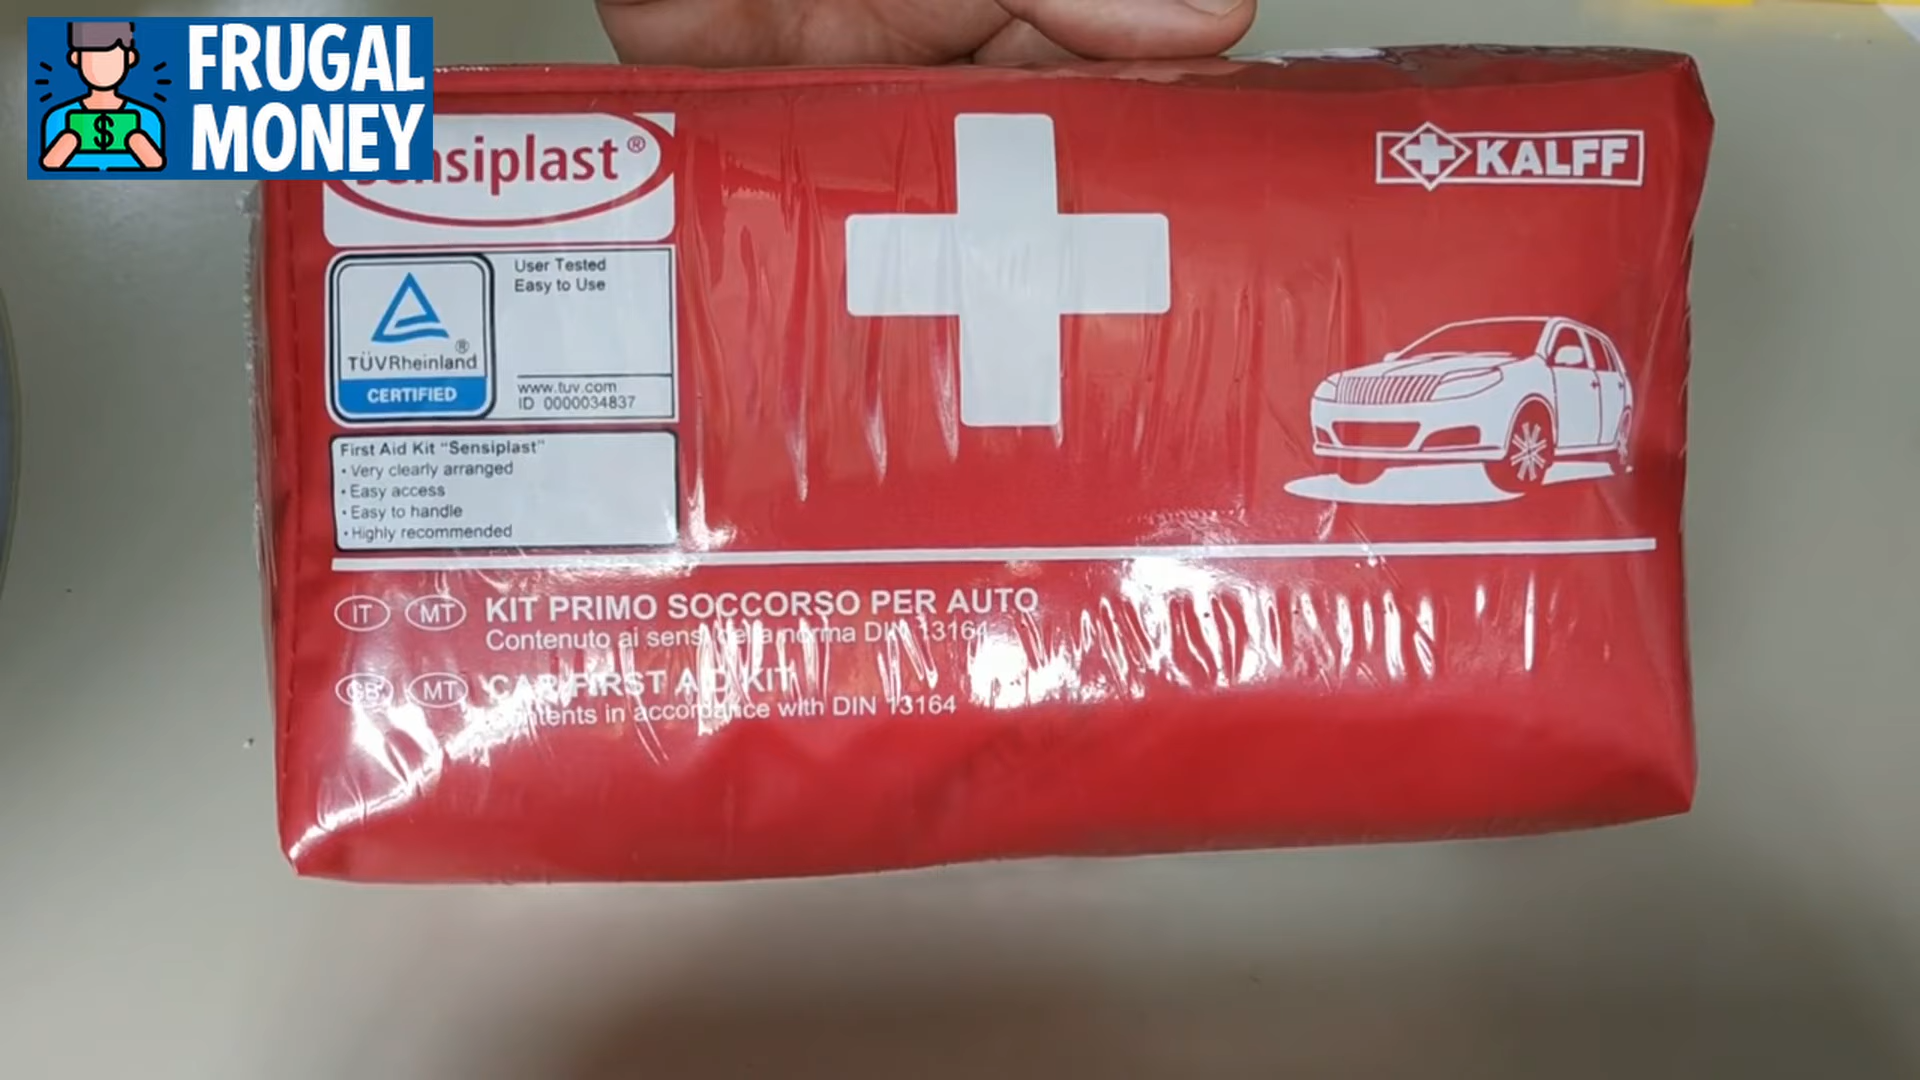 FRUGAL
MONEY
Sensiplast®
KALFF
TÜVRheinland®
CERTIFIED
User Tested
Easy to Use
www.tuv.com
ID 0000034837
First Aid Kit "Sensiplast"
• Very clearly arranged
• Easy access
• Easy to handle
• Highly recommended
IT MT KIT PRIMO SOCCORSO PER AUTO
Contenuto ai sensi della norma DIN 13164
GB MT CAR FIRST AID KIT
Contents in accordance with DIN 13164